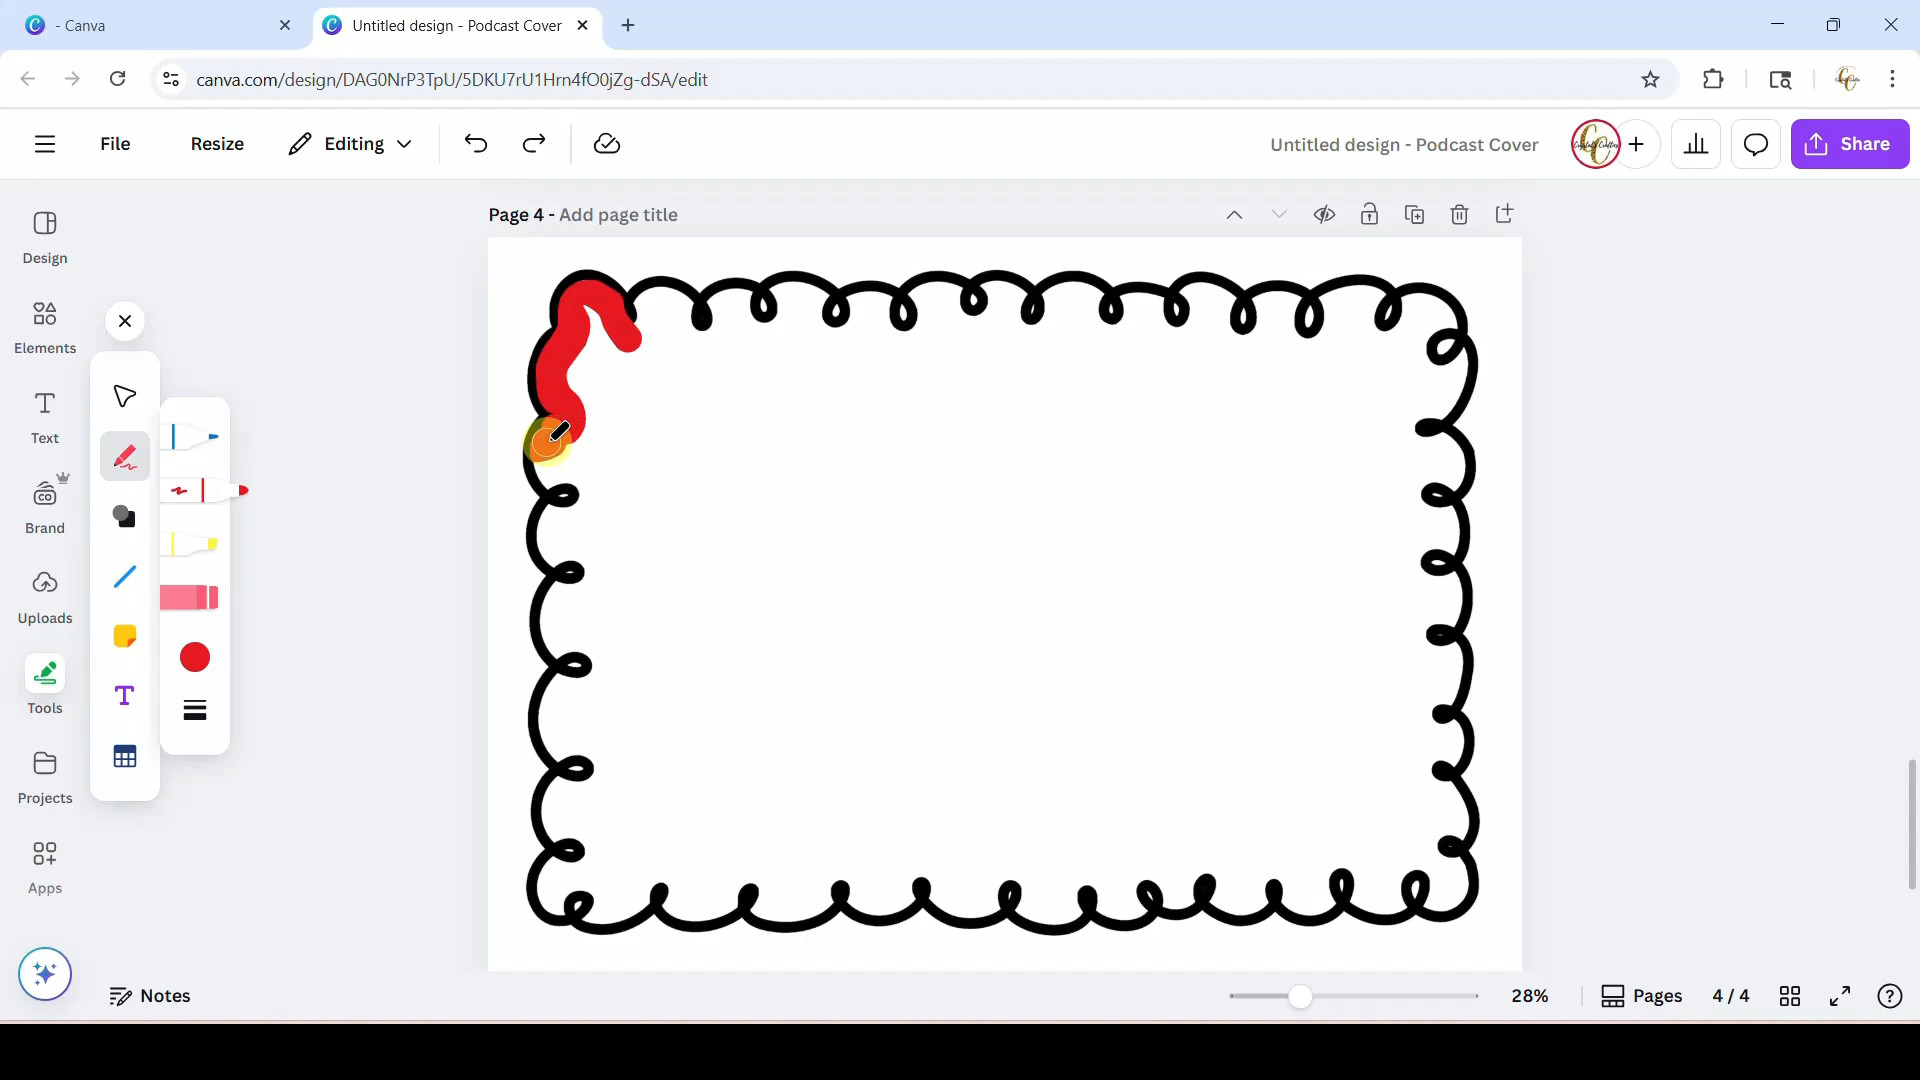 - Canva
Untitled design - Podcast Cover
canva.com/design/DAG0NrP3TpU/5DKU7rU1Hrn4fO0jZg-dSA/edit
File
Resize
Editing
Untitled design - Podcast Cover
Share
Page 4 - Add page title
Design
Elements
Text
Brand
Uploads
Tools
Projects
Apps
Notes
28%
Pages
4 / 4